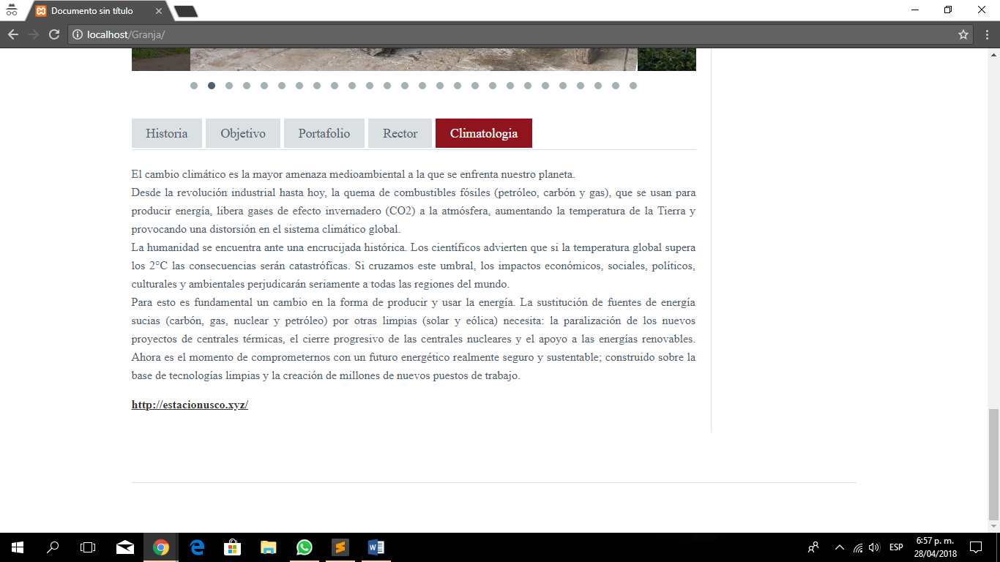 Documento sin título
localhost/Granja/
Historia
Objetivo
Portafolio
Rector
Climatologia
El cambio climático es la mayor amenaza medioambiental a la que se enfrenta nuestro planeta.
Desde la revolución industrial hasta hoy, la quema de combustibles fósiles (petróleo, carbón y gas), que se usan para
producir energía, libera gases de efecto invernadero (CO2) a la atmósfera, aumentando la temperatura de la Tierra y
provocando una distorsión en el sistema climático global.
La humanidad se encuentra ante una encrucijada histórica. Los científicos advierten que si la temperatura global supera
los 2°C las consecuencias serán catastróficas. Si cruzamos este umbral, los impactos económicos, sociales, políticos,
culturales y ambientales perjudicarán seriamente a todas las regiones del mundo.
Para esto es fundamental un cambio en la forma de producir y usar la energía. La sustitución de fuentes de energía
sucias (carbón, gas, nuclear y petróleo) por otras limpias (solar y eólica) necesita: la paralización de los nuevos
proyectos de centrales térmicas, el cierre progresivo de las centrales nucleares y el apoyo a las energías renovables.
Ahora es el momento de comprometernos con un futuro energético realmente seguro y sustentable; construido sobre la
base de tecnologías limpias y la creación de millones de nuevos puestos de trabajo.
http://estacionusco.xyz/
ESP
6:57 p. m.
28/04/2018